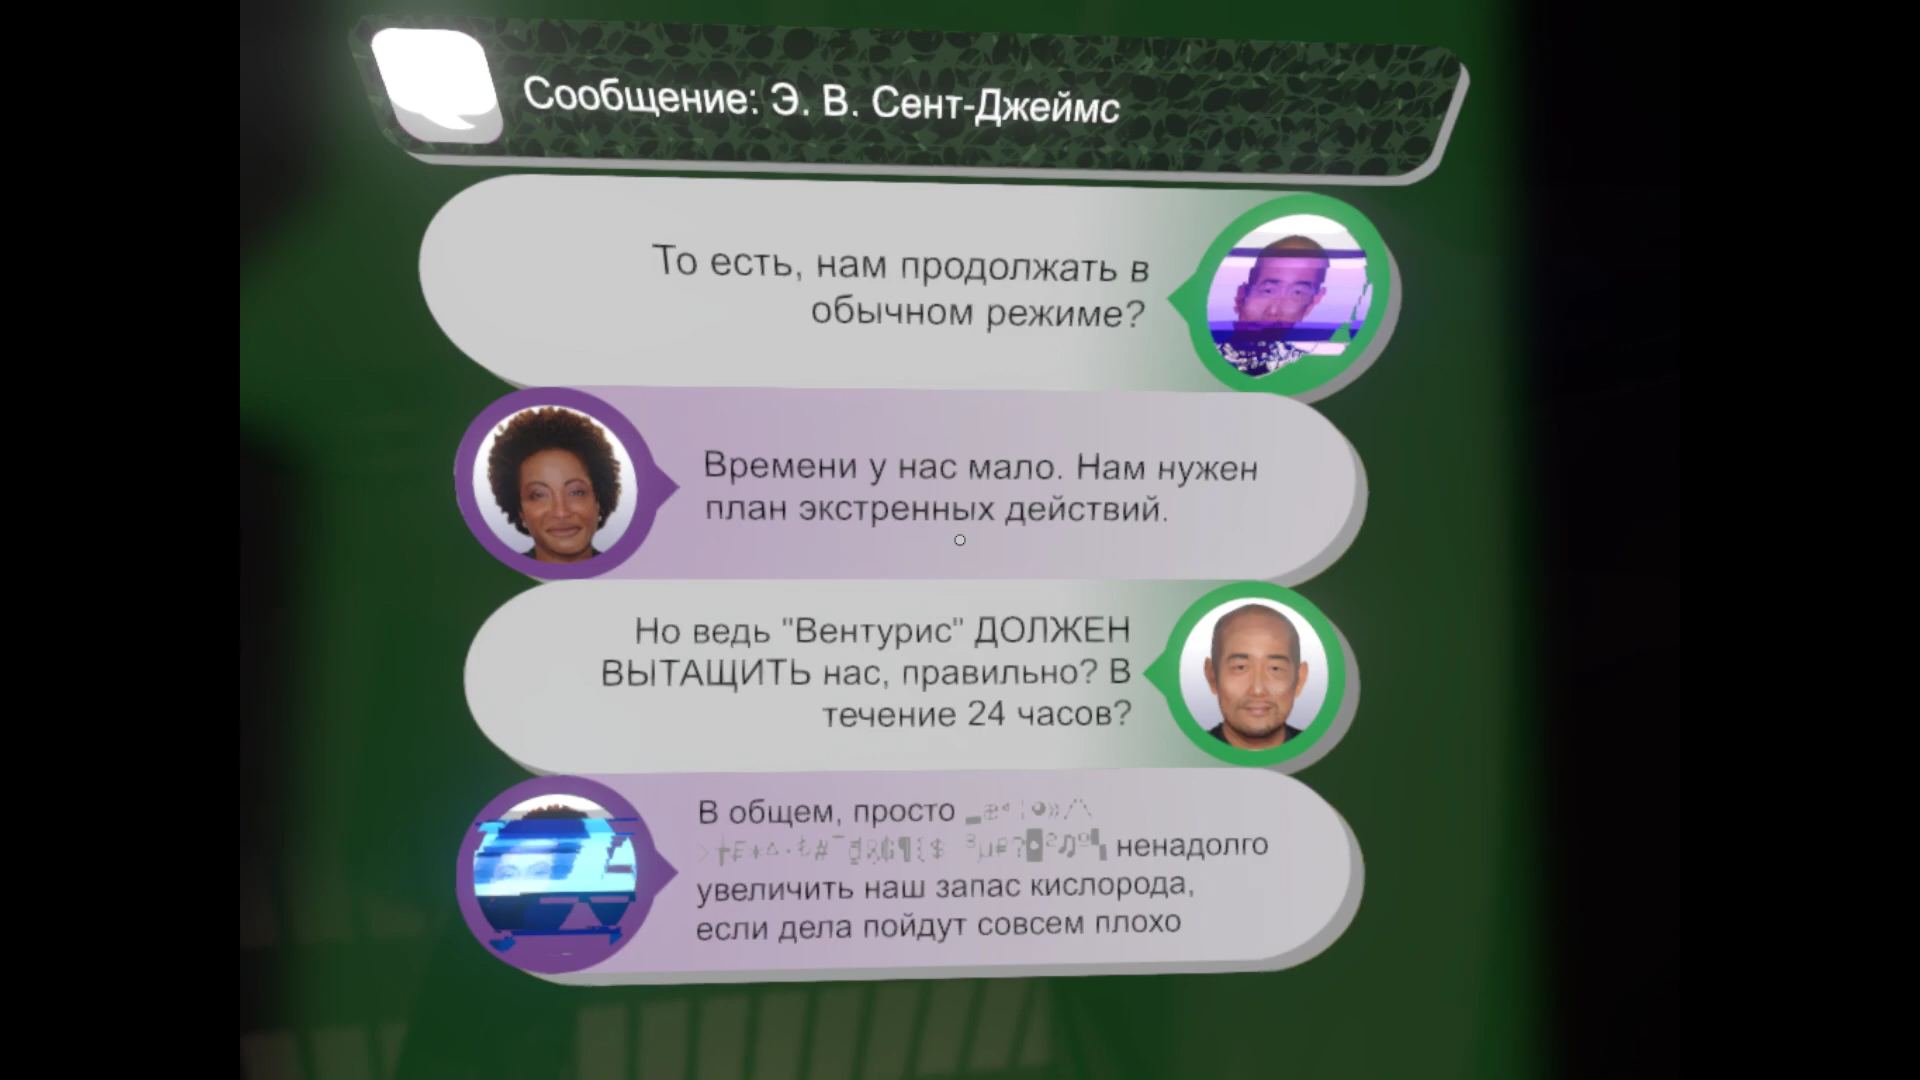 Сообщение: Э. В. Сент-Джеймс
То есть, нам продолжать в
обычном режиме?
Времени у нас мало. Нам нужен
план экстренных действий.
Но ведь "Вентурис" ДОЛЖЕН
ВЫТАЩИТЬ нас, правильно? В
течение 24 часов?
В общем, просто
ненадолго
увеличить наш запас кислорода,
если дела пойдут совсем плохо